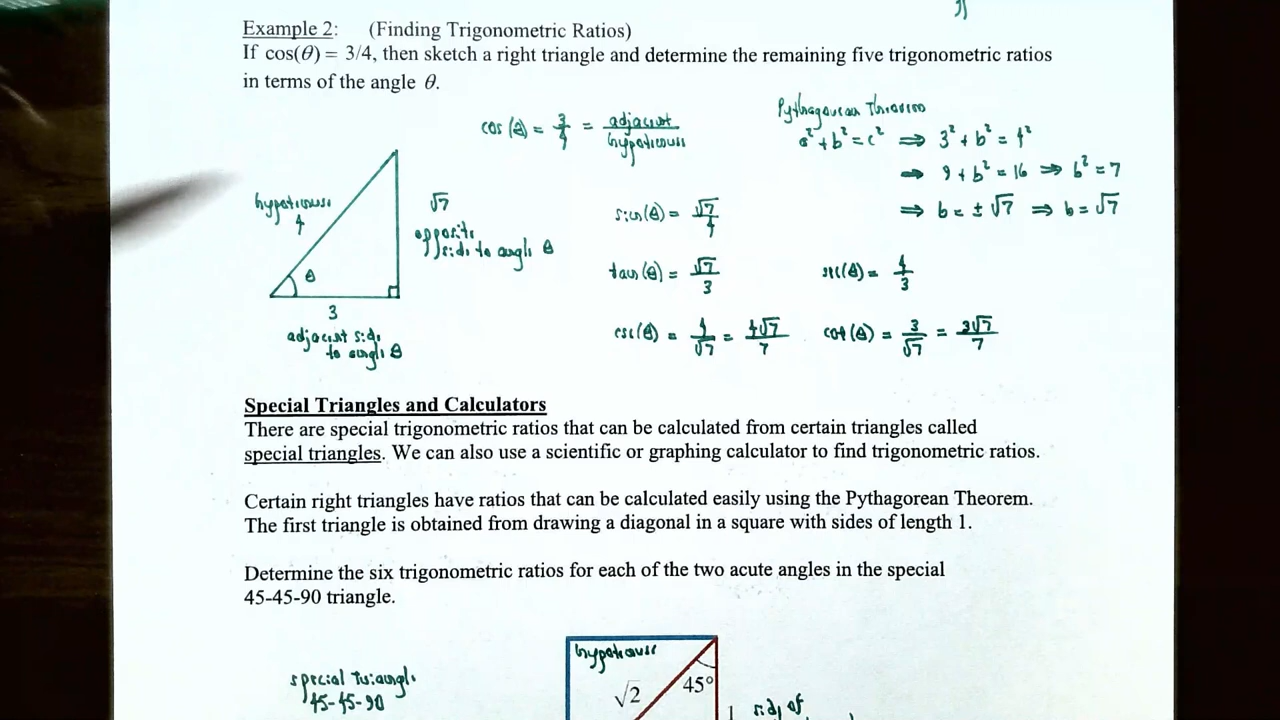 Example 2: (Finding Trigonometric Ratios)
If cos(θ) = 3/4, then sketch a right triangle and determine the remaining five trigonometric ratios
in terms of the angle θ.
cos(θ) = 3/4 = adjacent/hypotenuse
Pythagorean Theorem
a² + b² = c² ⇒ 3² + b² = 4²
⇒ 9 + b² = 16 ⇒ b² = 7
⇒ b = ± √7 ⇒ b = √7
hypotenuse
4
√7
opposite
side to angle θ
θ
3
adjacent side
to angle θ
sin(θ) = √7/4
tan(θ) = √7/3 sec(θ) = 4/3
csc(θ) = 4/√7 = 4√7/7 cot(θ) = 3/√7 = 3√7/7
Special Triangles and Calculators
There are special trigonometric ratios that can be calculated from certain triangles called
special triangles. We can also use a scientific or graphing calculator to find trigonometric ratios.
Certain right triangles have ratios that can be calculated easily using the Pythagorean Theorem.
The first triangle is obtained from drawing a diagonal in a square with sides of length 1.
Determine the six trigonometric ratios for each of the two acute angles in the special
45-45-90 triangle.
special triangle
45-45-90
hypotenuse
√2
45°
1
side of